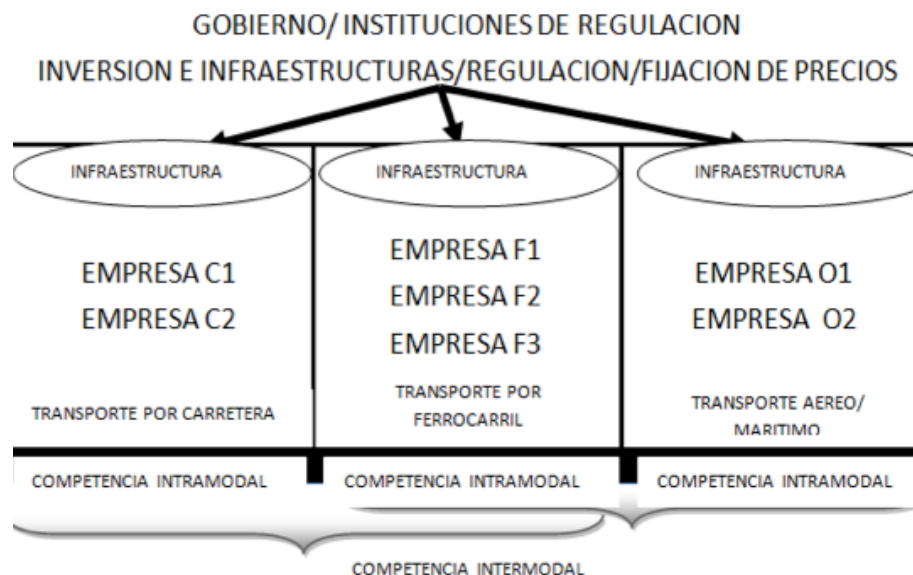 GOBIERNO/ INSTITUCIONES DE REGULACION
INVERSION E INFRAESTRUCTURAS/REGULACION/FIJACION DE PRECIOS
INFRAESTRUCTURA
EMPRESA C1
EMPRESA C2
TRANSPORTE POR CARRETERA
INFRAESTRUCTURA
EMPRESA F1
EMPRESA F2
EMPRESA F3
TRANSPORTE POR
FERROCARRIL
INFRAESTRUCTURA
EMPRESA O1
EMPRESA O2
TRANSPORTE AEREO/
MARITIMO
COMPETENCIA INTRAMODAL
COMPETENCIA INTRAMODAL
COMPETENCIA INTRAMODAL
COMPETENCIA INTERMODAL